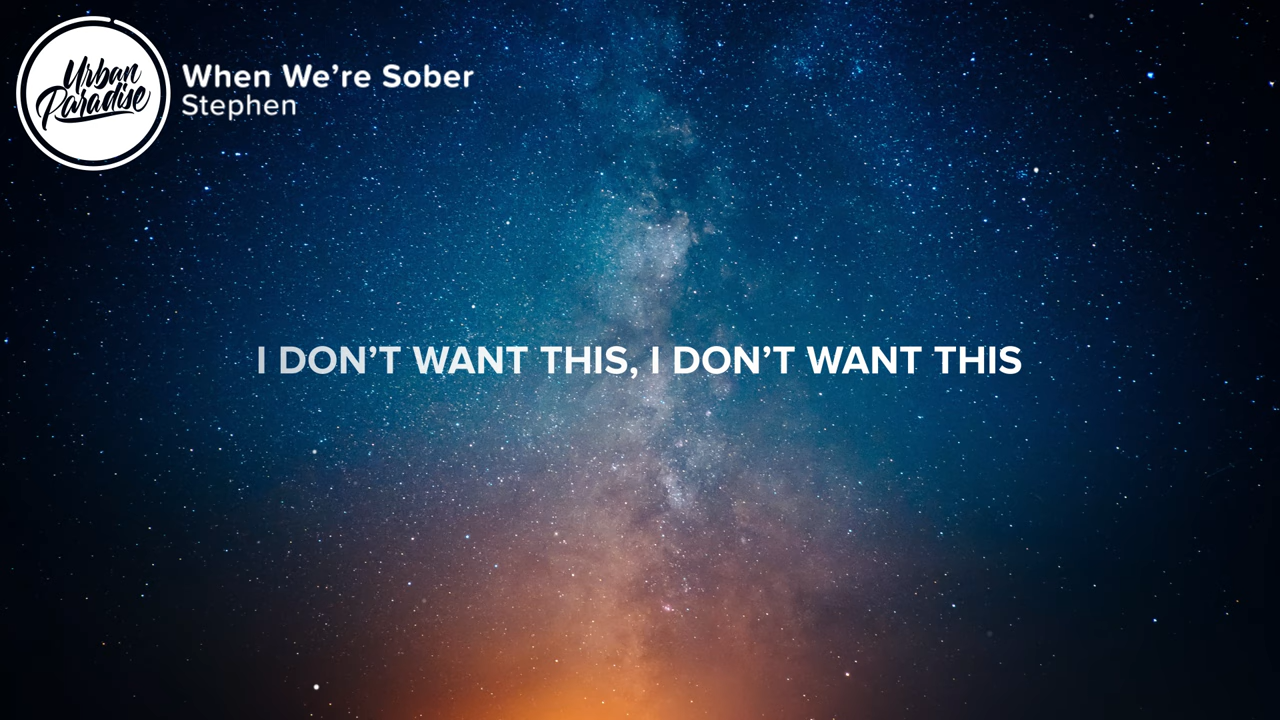 Urban
Paradise
When We’re Sober
Stephen
I DON’T WANT THIS, I DON’T WANT THIS